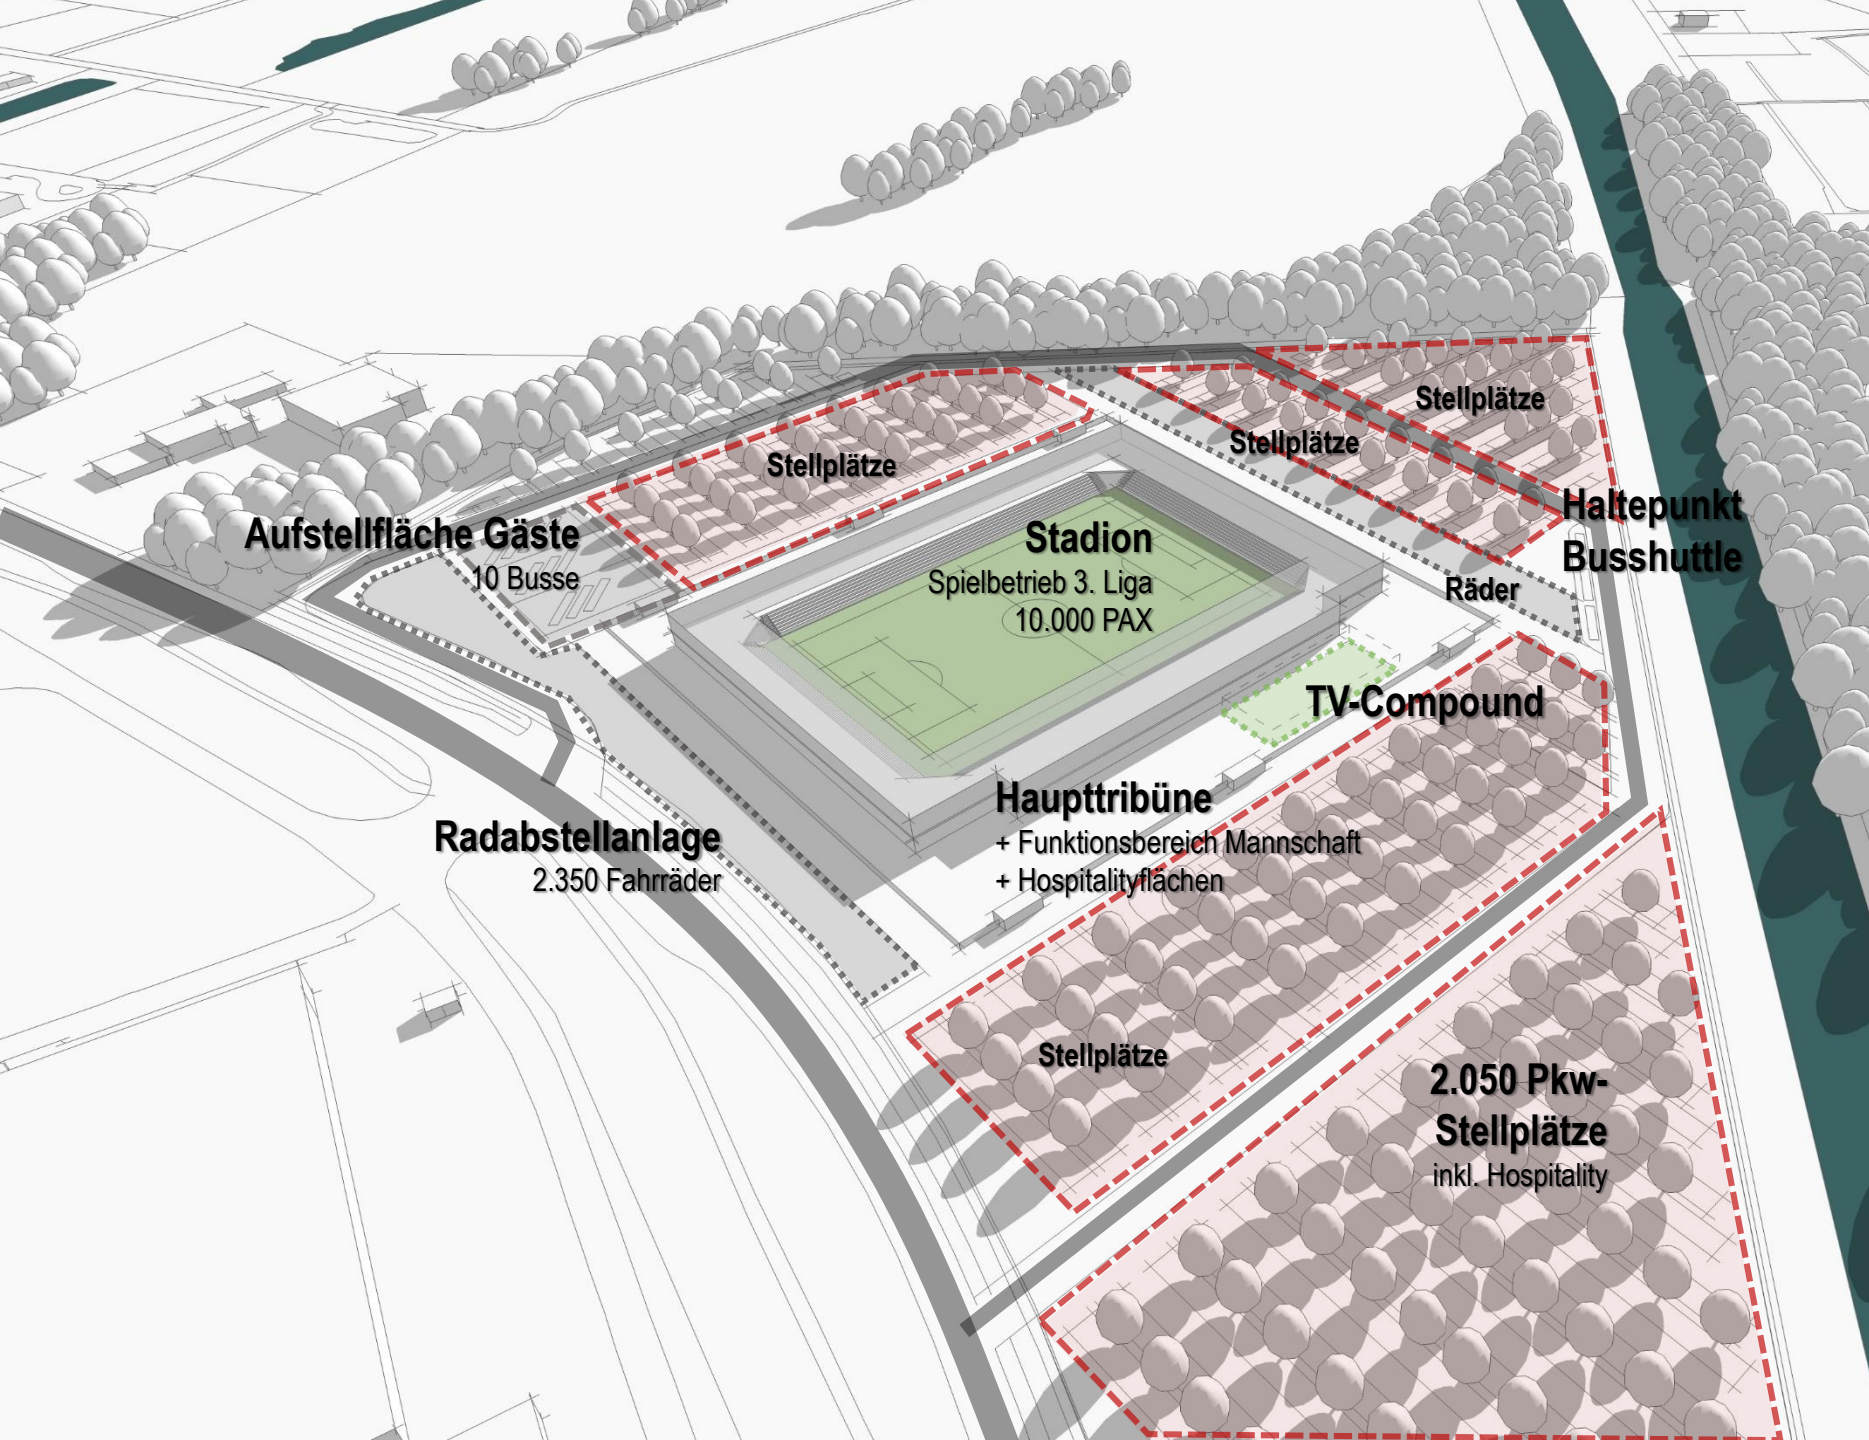 Stellplätze
Stellplätze
Stellplätze
Haltepunkt
Busshuttle
Aufstellfläche Gäste
10 Busse
Stadion
Spielbetrieb 3. Liga
10.000 PAX
Räder
TV-Compound
Haupttribüne
+ Funktionsbereich Mannschaft
+ Hospitalityflächen
Radabstellanlage
2.350 Fahrräder
Stellplätze
2.050 Pkw-
Stellplätze
inkl. Hospitality